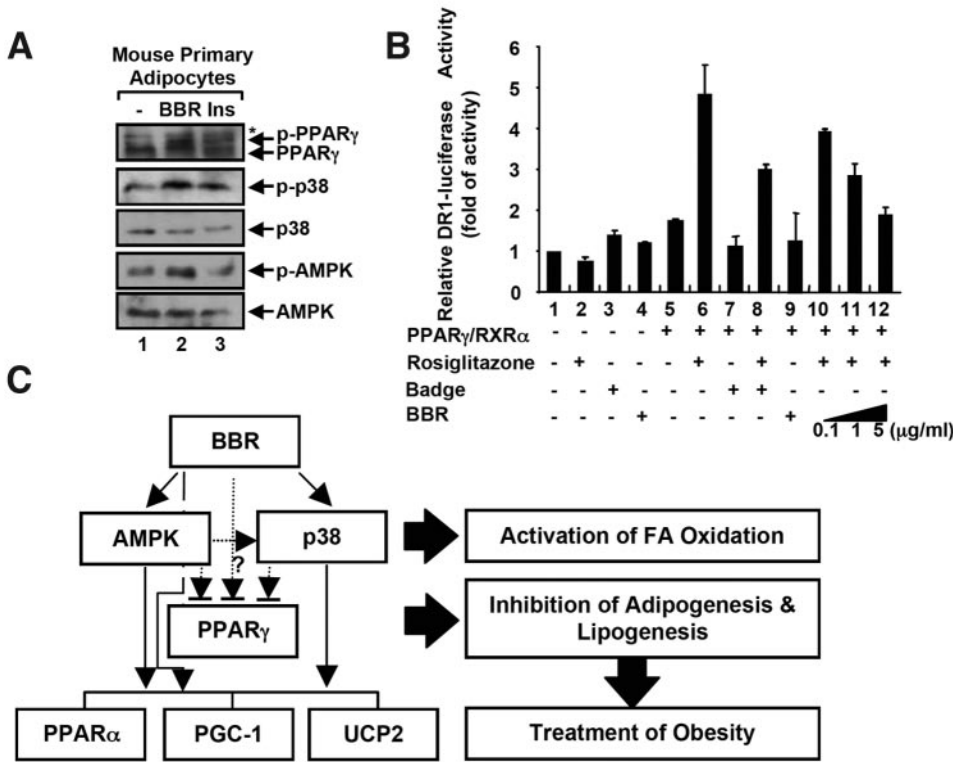 A
Mouse Primary
Adipocytes
- BBR Ins
*
p-PPARγ
PPARγ
p-p38
p38
p-AMPK
AMPK
1 2 3
B
Relative DR1-luciferase Activity
(fold of activity)
6
5
4
3
2
1
0
1 2 3 4 5 6 7 8 9 10 11 12
PPARγ/RXRα - - - - + + + + + + + +
Rosiglitazone - + - - - + - + - + + +
Badge - - + - - - + + - - - -
BBR - - - + - - - - + 0.1 1 5 (μg/ml)
C
BBR
AMPK
p38
?
PPARγ
PPARα
PGC-1
UCP2
Activation of FA Oxidation
Inhibition of Adipogenesis &
Lipogenesis
Treatment of Obesity